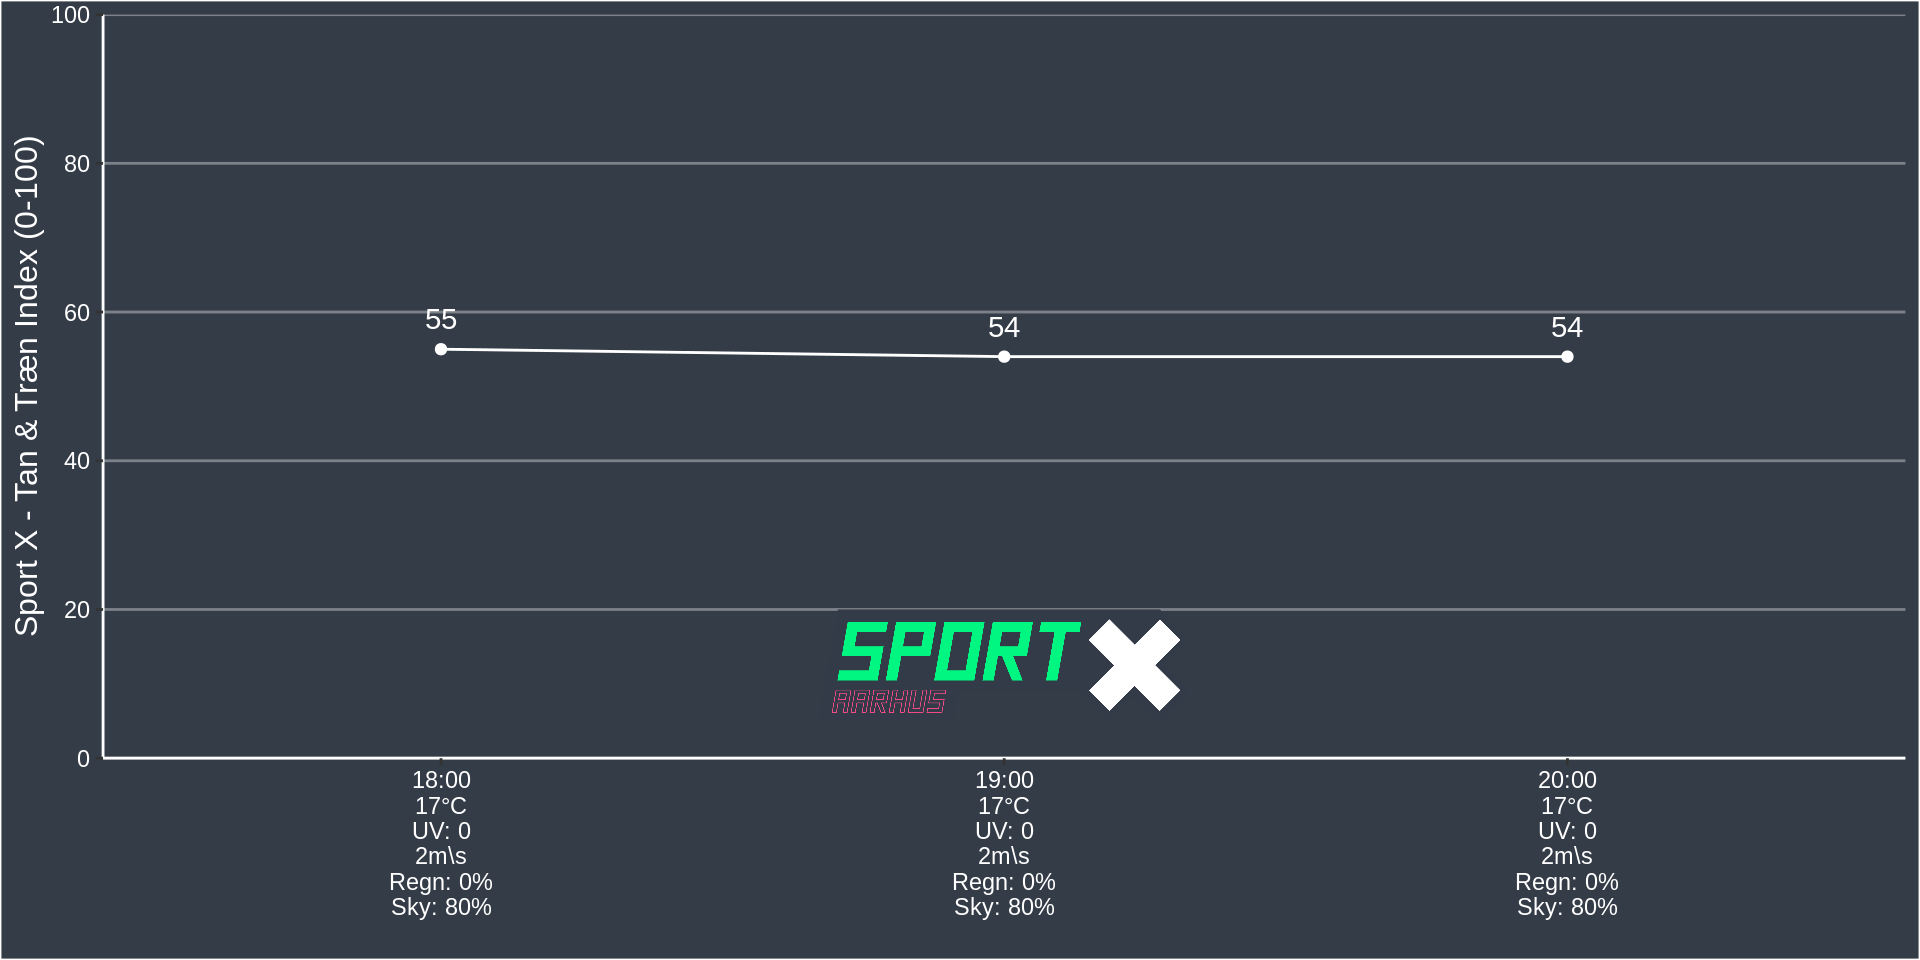 Sport X - Tan & Træn Index (0-100)
100
80
60
40
20
0
55
54
54
SPORT X
AARHUS
18:00
17°C
UV: 0
2m\s
Regn: 0%
Sky: 80%
19:00
17°C
UV: 0
2m\s
Regn: 0%
Sky: 80%
20:00
17°C
UV: 0
2m\s
Regn: 0%
Sky: 80%